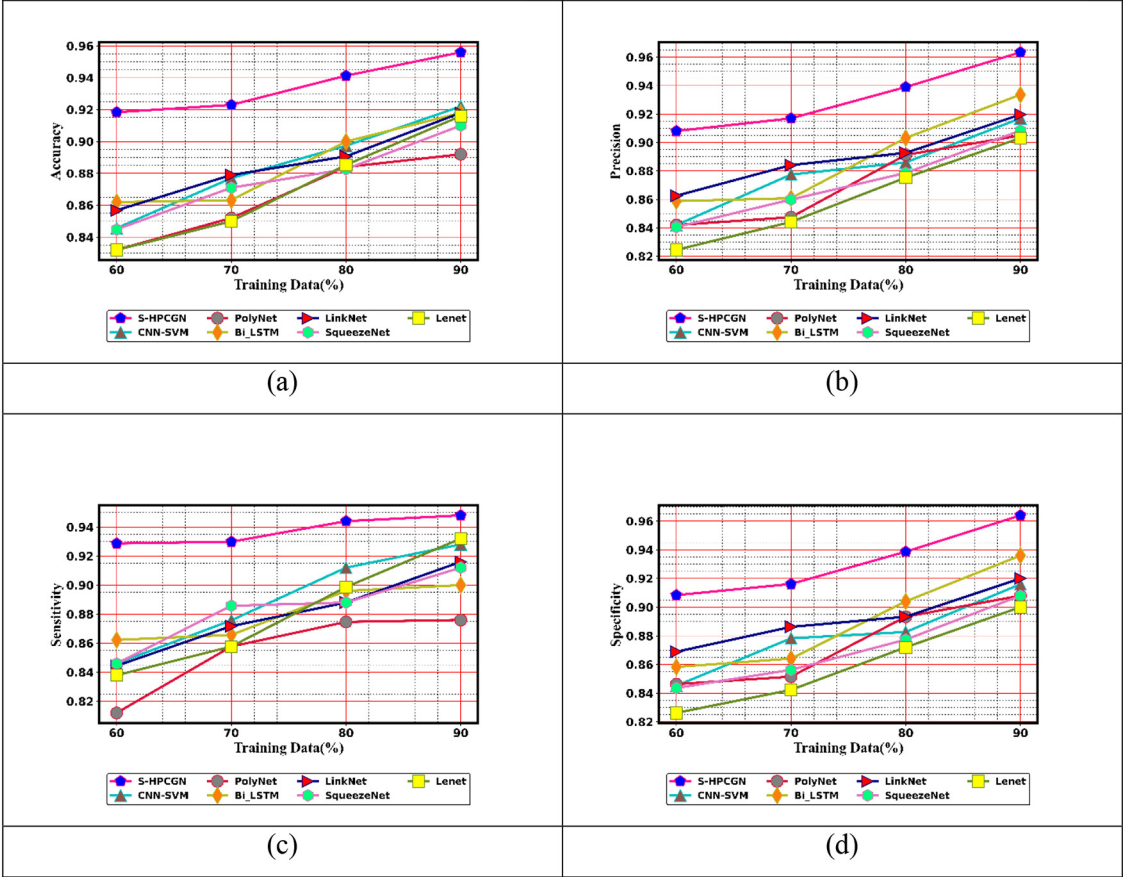 0.96
0.94
0.92
0.90
0.88
0.86
0.84
Accuracy
60 70 80 90
Training Data(%)
S-HPCGN PolyNet LinkNet Lenet
CNN-SVM Bi_LSTM SqueezeNet
(a)
0.96
0.94
0.92
0.90
0.88
0.86
0.84
0.82
Precision
60 70 80 90
Training Data(%)
S-HPCGN PolyNet LinkNet Lenet
CNN-SVM Bi_LSTM SqueezeNet
(b)
0.94
0.92
0.90
0.88
0.86
0.84
0.82
Sensitivity
60 70 80 90
Training Data(%)
S-HPCGN PolyNet LinkNet Lenet
CNN-SVM Bi_LSTM SqueezeNet
(c)
0.96
0.94
0.92
0.90
0.88
0.86
0.84
0.82
Specificity
60 70 80 90
Training Data(%)
S-HPCGN PolyNet LinkNet Lenet
CNN-SVM Bi_LSTM SqueezeNet
(d)